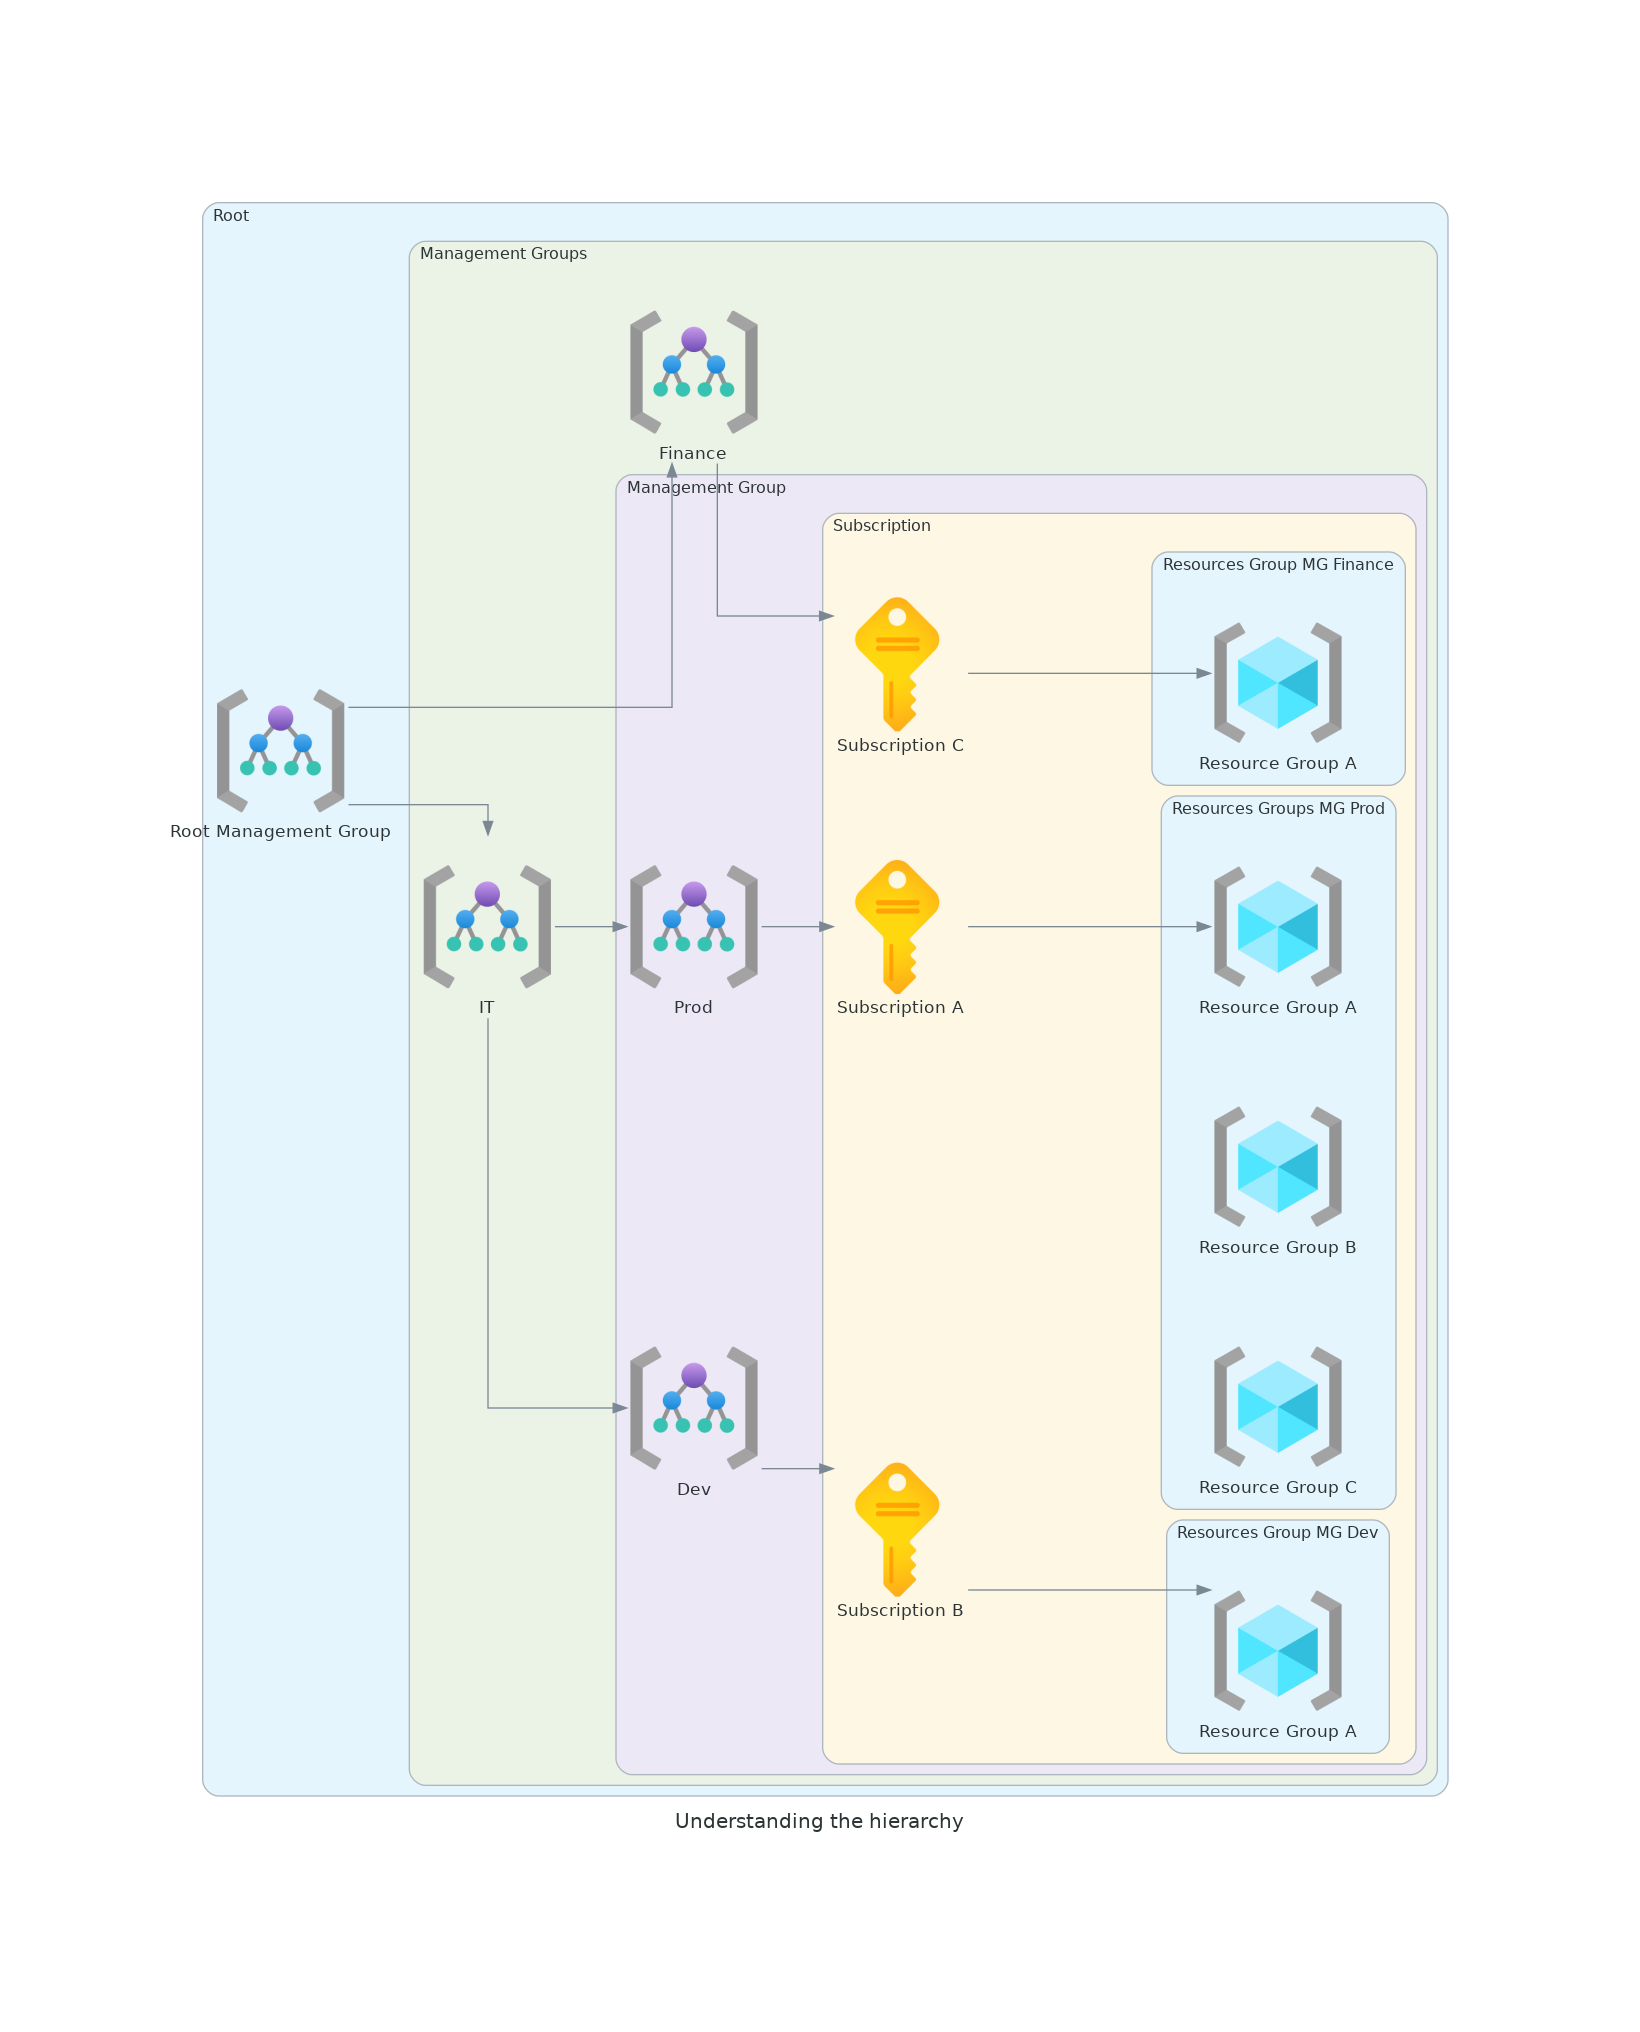 Root
Management Groups
Finance
Management Group
Subscription
Resources Group MG Finance
Subscription C
Resource Group A
Root Management Group
Resources Groups MG Prod
IT
Prod
Subscription A
Resource Group A
Resource Group B
Resource Group C
Dev
Resources Group MG Dev
Subscription B
Resource Group A
Understanding the hierarchy